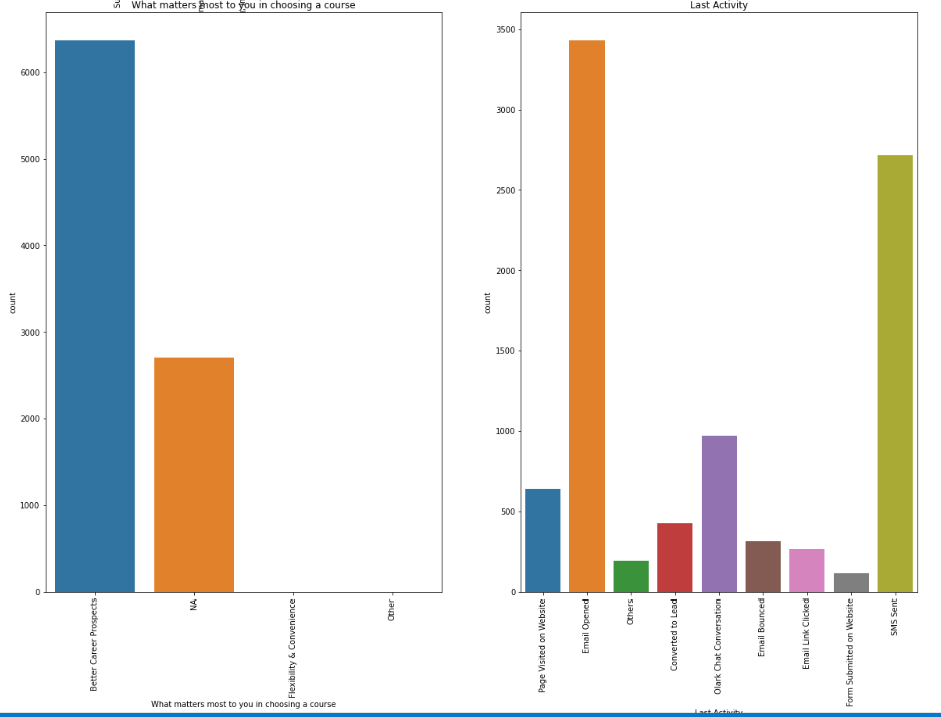 What matters most to you in choosing a course
count
6000
5000
4000
3000
2000
1000
0
Better Career Prospects
NA
Flexibility & Convenience
Other
What matters most to you in choosing a course
Last Activity
count
3500
3000
2500
2000
1500
1000
500
0
Page Visited on Website
Email Opened
Others
Converted to Lead
Olark Chat Conversation
Email Bounced
Email Link Clicked
Form Submitted on Website
SMS Sent
Last Activity